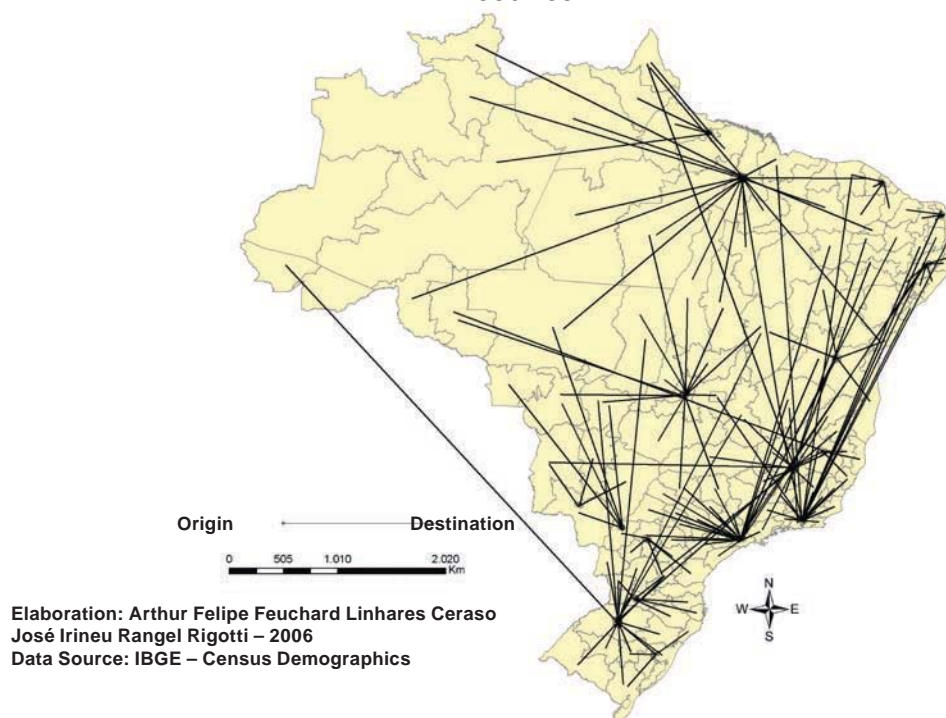 N
W E
S
Origin Destination
0 505 1.010 2.020
Km
Elaboration: Arthur Felipe Feuchard Linhares Ceraso
José Irineu Rangel Rigotti – 2006
Data Source: IBGE – Census Demographics